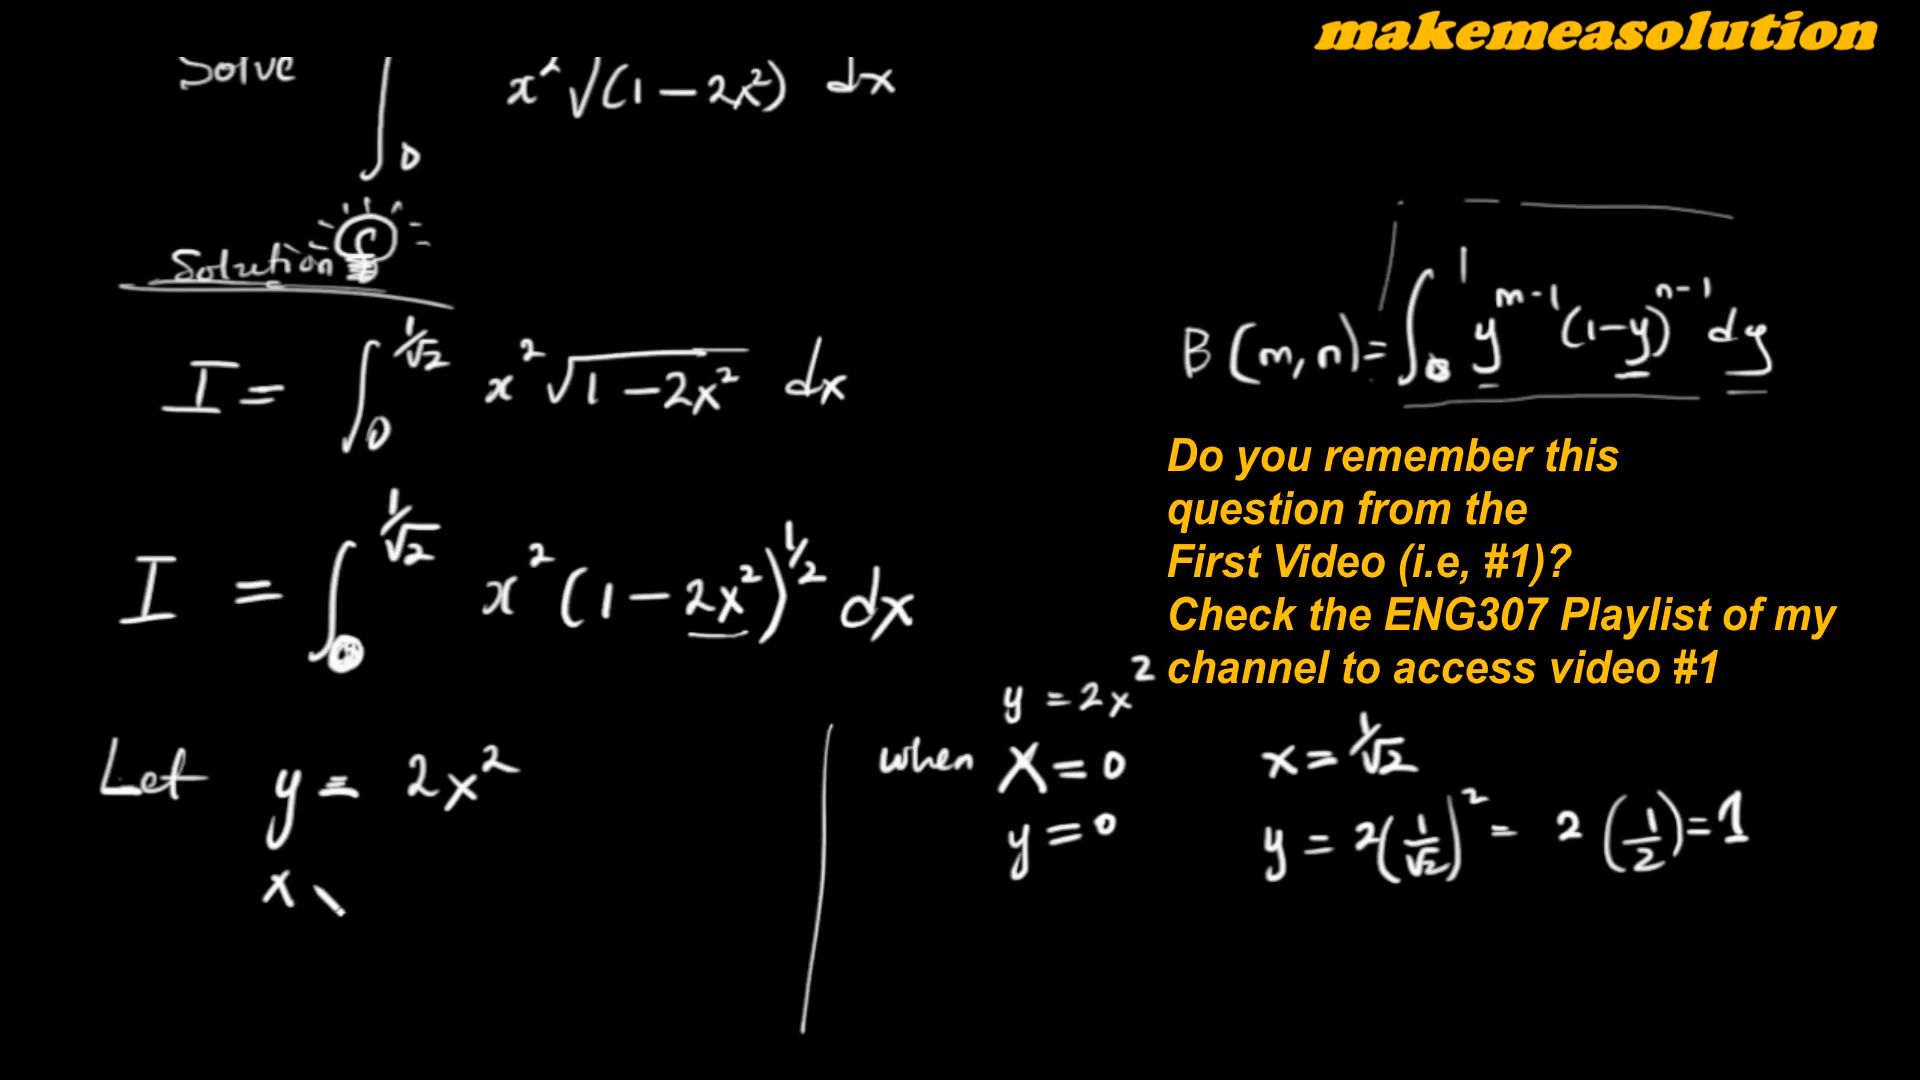 makemeasolution
Solve ∫₀ x² √(1 − 2x²) dx
Solution
I = ∫₀^{1/√2} x² √(1 − 2x²) dx
B(m, n) = ∫₀^1 y^{m-1} (1-y)^{n-1} dy
Do you remember this
question from the
First Video (i.e, #1)?
Check the ENG307 Playlist of my
channel to access video #1
I = ∫₀^{1/√2} x² (1 − 2x²)^{1/2} dx
Let y = 2x²
x
y = 2x²
when x = 0
y = 0
x = 1/√2
y = 2(1/√2)² = 2(1/2) = 1